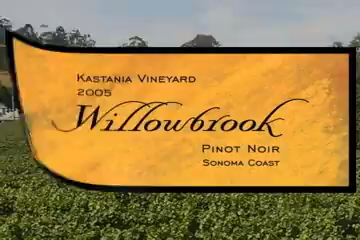 Kastania Vineyard
2005
Willowbrook
Pinot Noir
Sonoma Coast